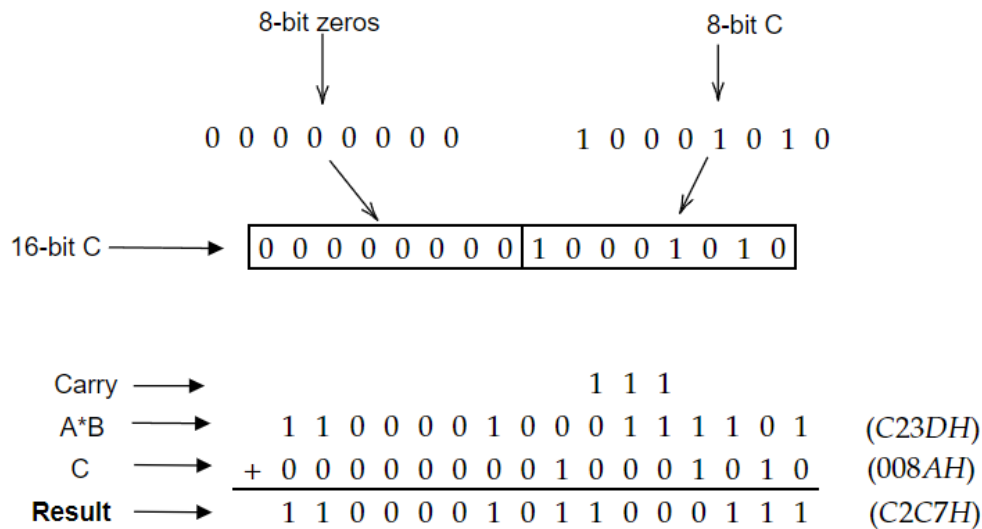 8-bit zeros 8-bit C
0 0 0 0 0 0 0 0 1 0 0 0 1 0 1 0
16-bit C 0 0 0 0 0 0 0 0 1 0 0 0 1 0 1 0
Carry 1 1 1
A*B 1 1 0 0 0 0 1 0 0 0 1 1 1 1 0 1 (C23DH)
C + 0 0 0 0 0 0 0 0 1 0 0 0 1 0 1 0 (008AH)
Result 1 1 0 0 0 0 1 0 1 1 0 0 0 1 1 1 (C2C7H)